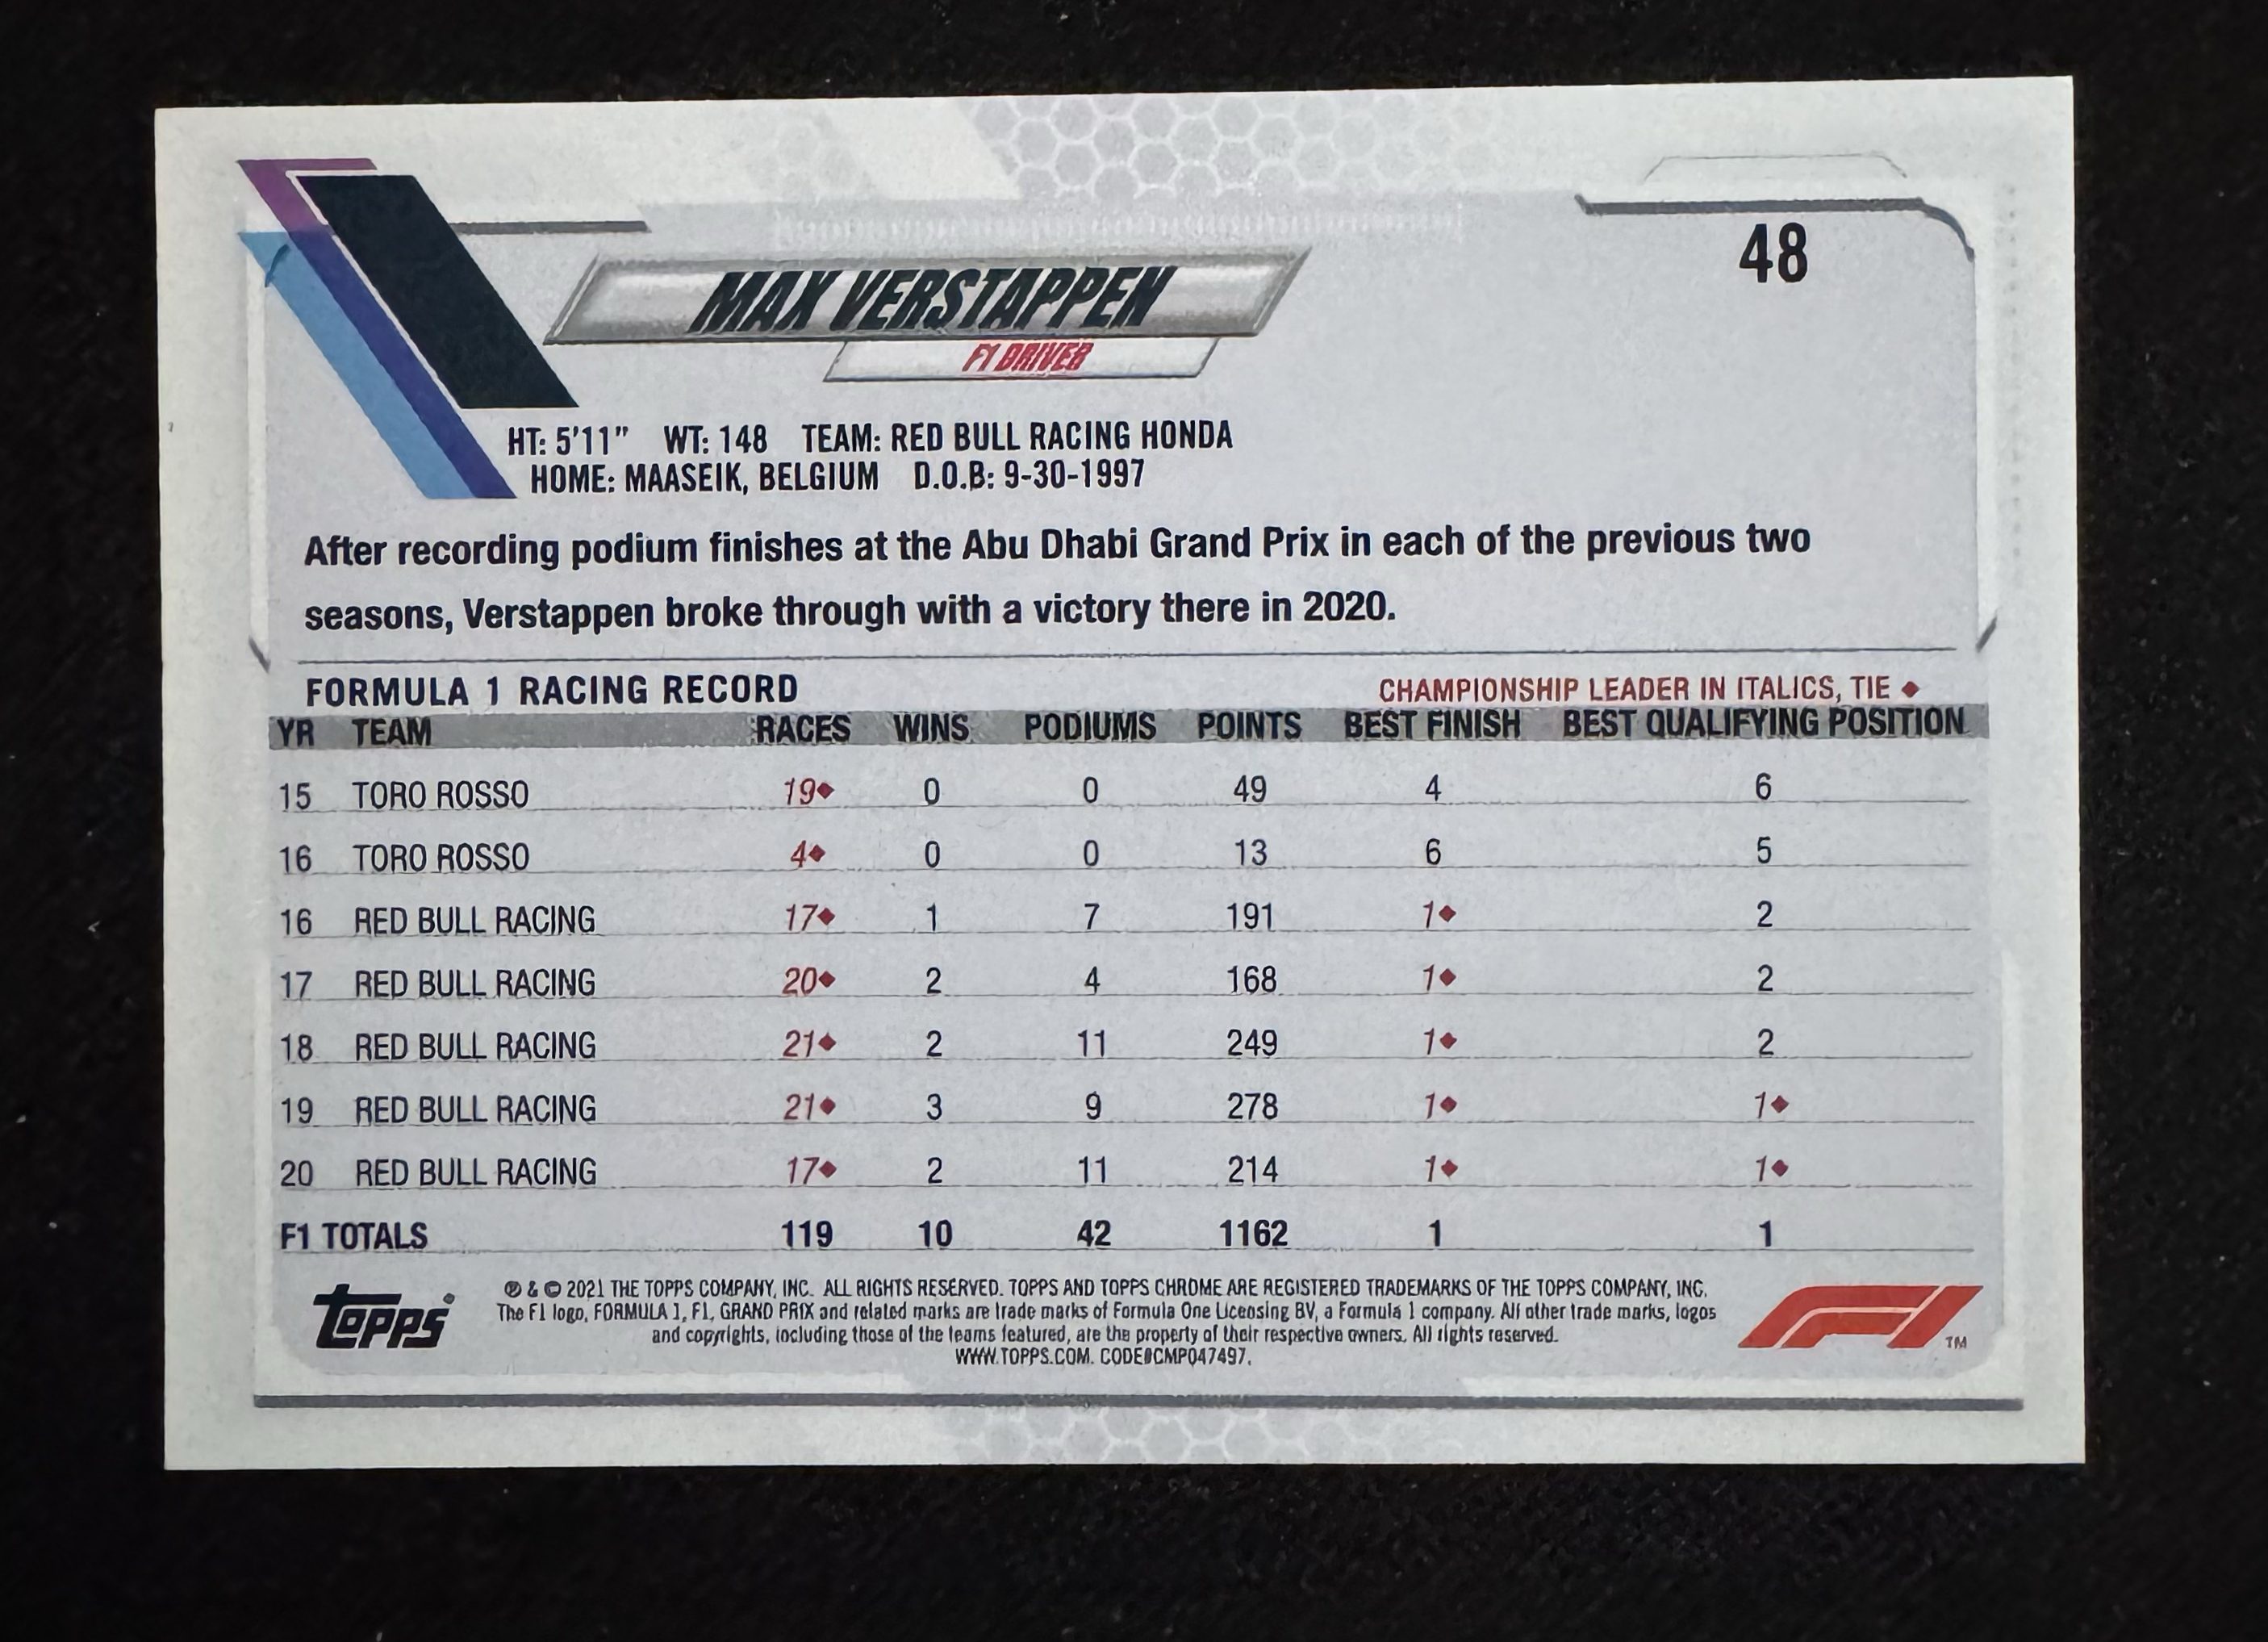 48
MAX VERSTAPPEN
F1 DRIVER
HT: 5'11" WT: 148 TEAM: RED BULL RACING HONDA
HOME: MAASEIK, BELGIUM D.O.B: 9-30-1997
After recording podium finishes at the Abu Dhabi Grand Prix in each of the previous two
seasons, Verstappen broke through with a victory there in 2020.
FORMULA 1 RACING RECORD CHAMPIONSHIP LEADER IN ITALICS, TIE ♦
YR TEAM RACES WINS PODIUMS POINTS BEST FINISH BEST QUALIFYING POSITION
15 TORO ROSSO 19♦ 0 0 49 4 6
16 TORO ROSSO 4♦ 0 0 13 6 5
16 RED BULL RACING 17♦ 1 7 191 1♦ 2
17 RED BULL RACING 20♦ 2 4 168 1♦ 2
18 RED BULL RACING 21♦ 2 11 249 1♦ 2
19 RED BULL RACING 21♦ 3 9 278 1♦ 1♦
20 RED BULL RACING 17♦ 2 11 214 1♦ 1♦
F1 TOTALS 119 10 42 1162 1 1
Topps®
® & © 2021 THE TOPPS COMPANY, INC. ALL RIGHTS RESERVED. TOPPS AND TOPPS CHROME ARE REGISTERED TRADEMARKS OF THE TOPPS COMPANY, INC.
The F1 logo, FORMULA 1, F1, GRAND PRIX and related marks are trade marks of Formula One Licensing BV, a Formula 1 company. All other trade marks, logos
and copyrights, including those of the teams featured, are the property of their respective owners. All rights reserved.
WWW.TOPPS.COM. CODE#CMP047497.
F1 TM